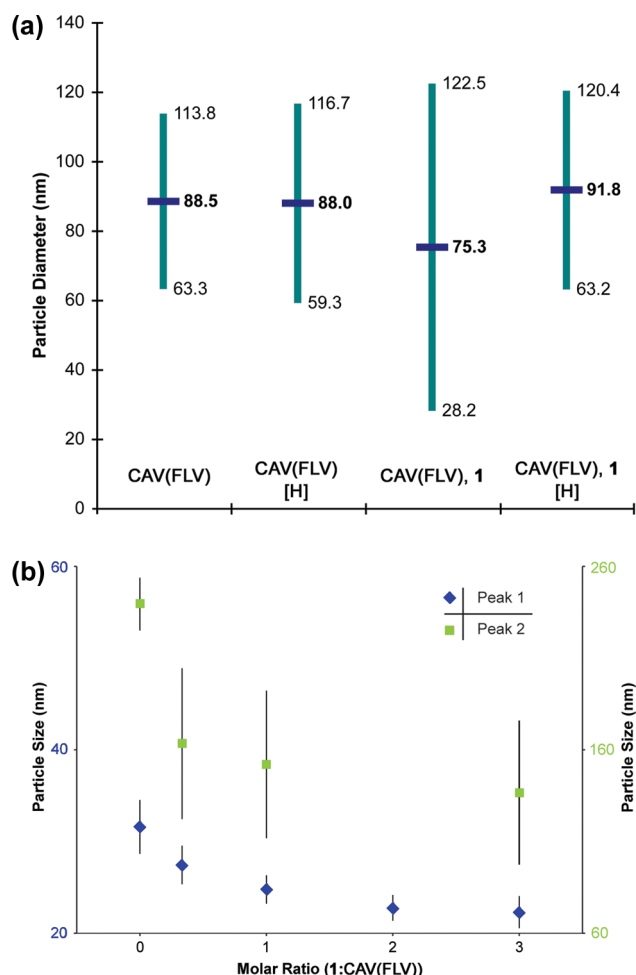 (a)
Particle Diameter (nm)
140
120
100
80
60
40
20
0
113.8
88.5
63.3
116.7
88.0
59.3
122.5
75.3
28.2
120.4
91.8
63.2
CAV(FLV)
CAV(FLV)
[H]
CAV(FLV), 1
CAV(FLV), 1
[H]
(b)
Particle Size (nm)
60
40
20
Peak 1
Peak 2
260
160
60
Particle Size (nm)
0 1 2 3
Molar Ratio (1:CAV(FLV))